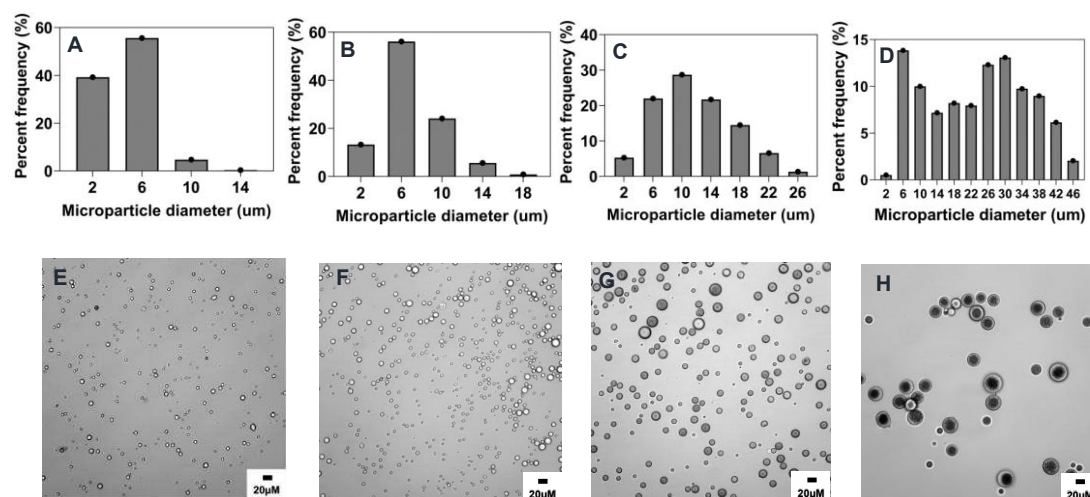 A
Percent frequency (%)
60
40
20
0
2 6 10 14
Microparticle diameter (um)
B
Percent frequency (%)
60
40
20
0
2 6 10 14 18
Microparticle diameter (um)
C
Percent frequency (%)
40
30
20
10
0
2 6 10 14 18 22 26
Microparticle diameter (um)
D
Percent frequency (%)
15
10
5
0
2 6 10 14 18 22 26 30 34 38 42 46
Microparticle diameter (um)
E
20µM
F
20µM
G
20µM
H
20µ